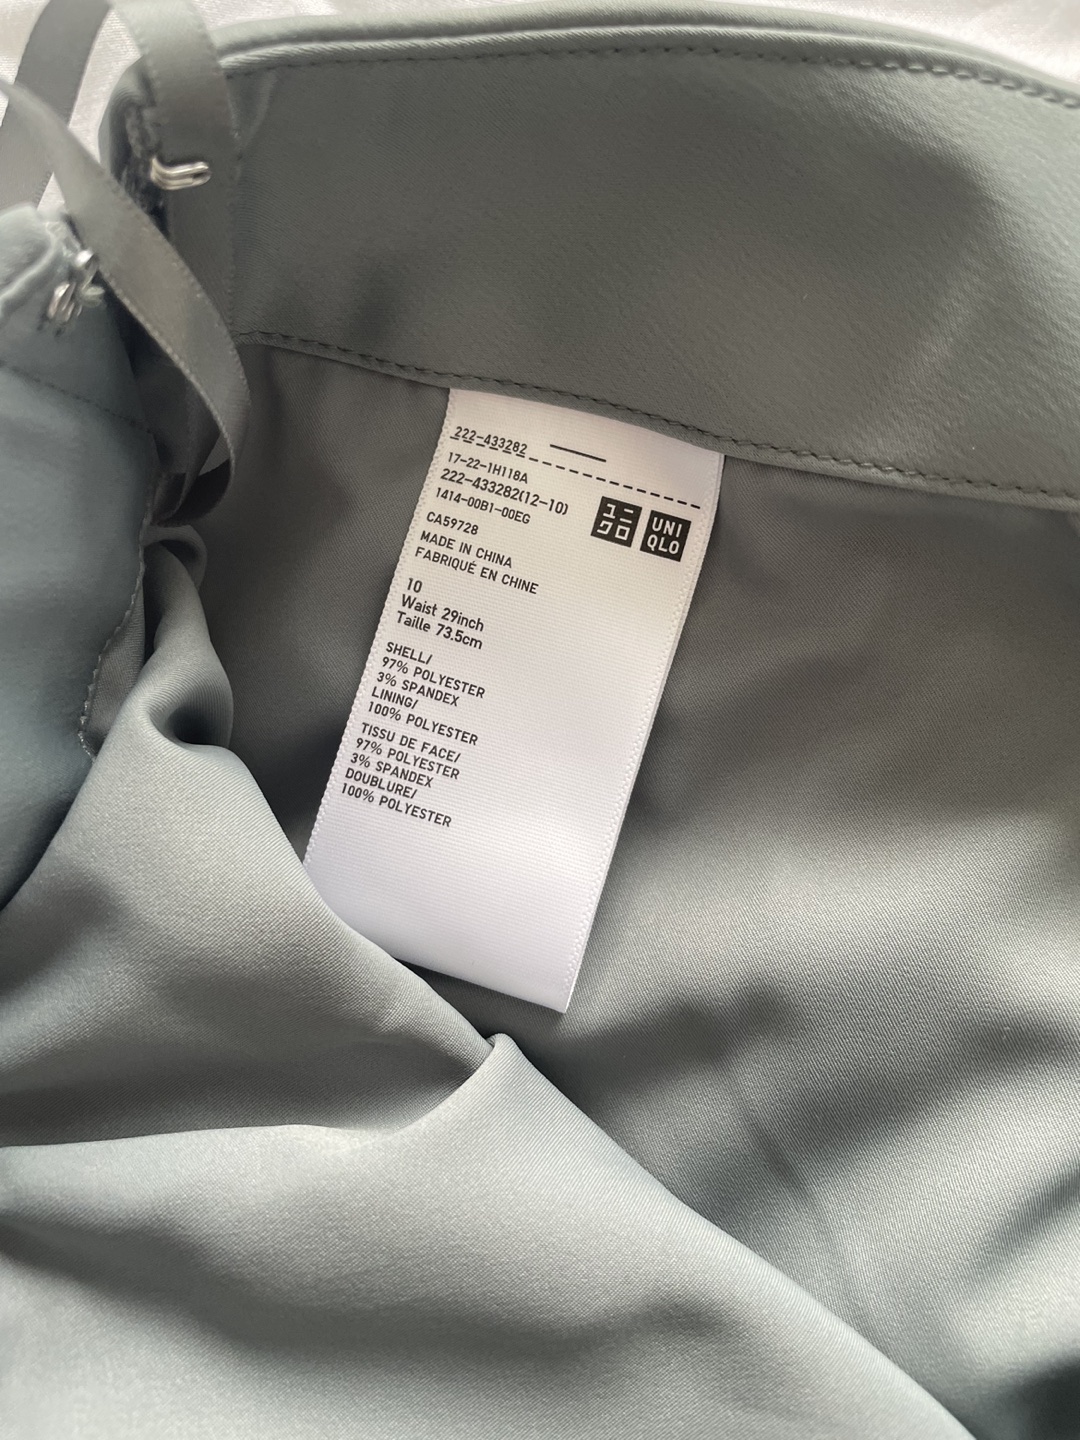 222-433282
17-22-1H118A
222-433282(12-10)
1414-00B1-00EG
ユニクロ
UNIQLO
CA59728
MADE IN CHINA
FABRIQUÉ EN CHINE
10
Waist 29inch
Taille 73.5cm
SHELL/
97% POLYESTER
3% SPANDEX
LINING/
100% POLYESTER
TISSU DE FACE/
97% POLYESTER
3% SPANDEX
DOUBLURE/
100% POLYESTER